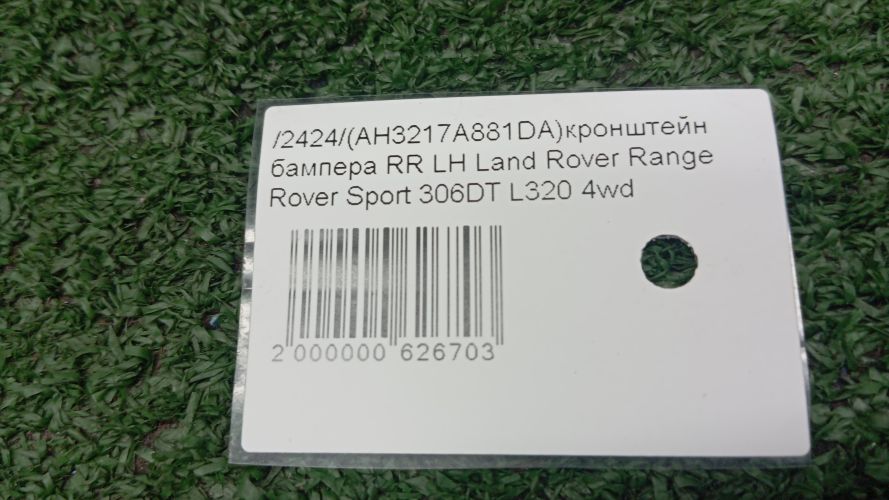 /2424/(AH3217A881DA)кронштейн
бампера RR LH Land Rover Range
Rover Sport 306DT L320 4wd
2 000000 626703